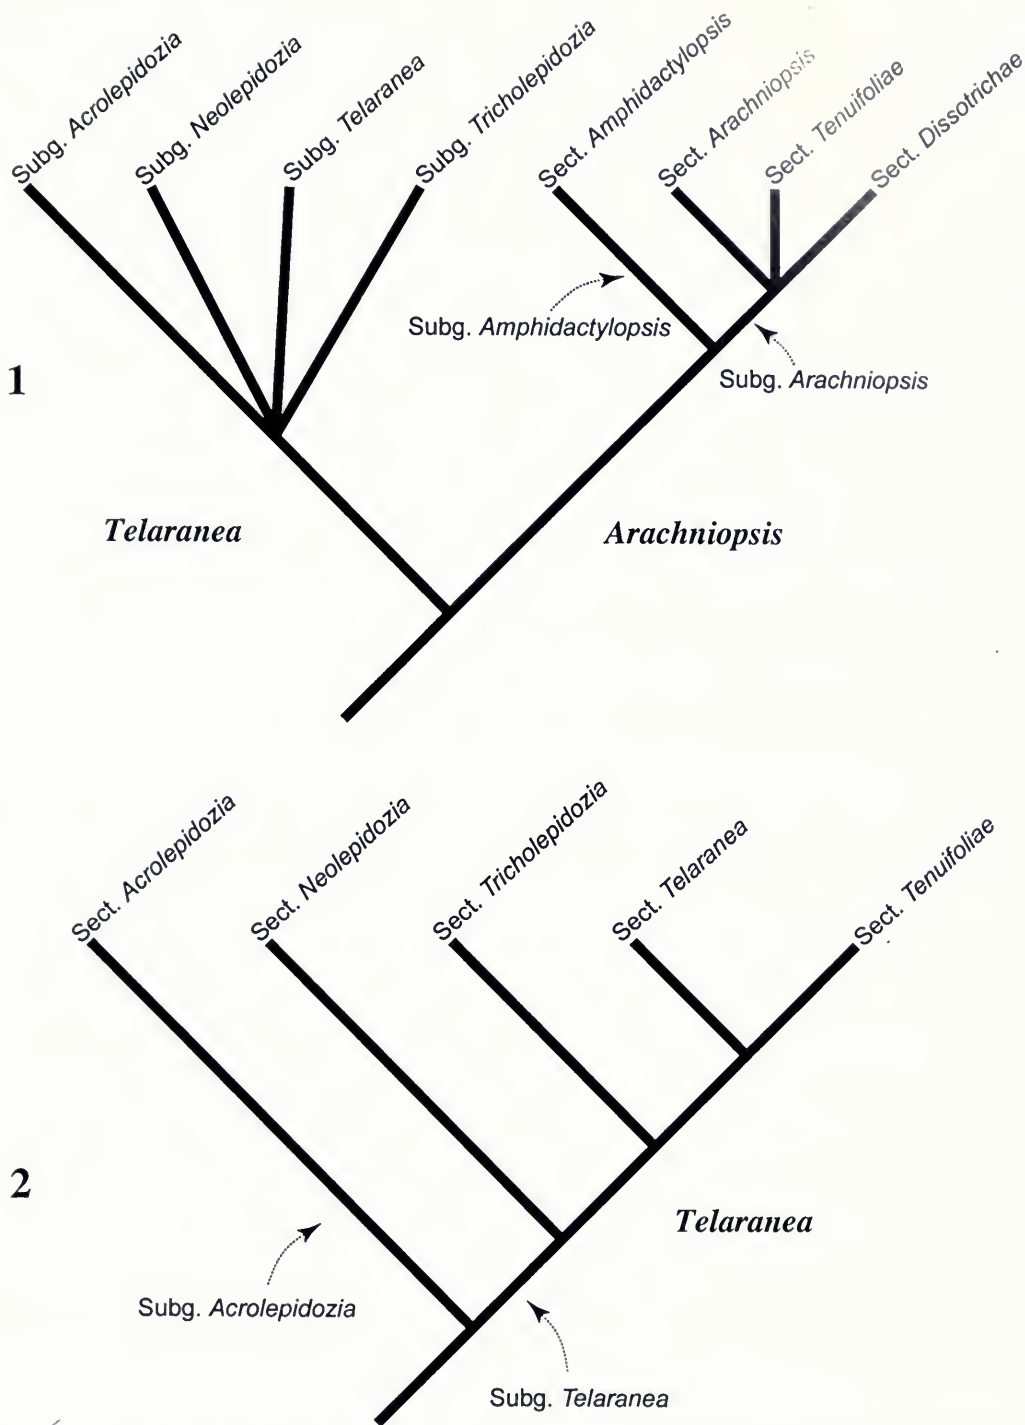 Subg. Acrolepidozia
Subg. Neolepidozia
Subg. Telaranea
Subg. Tricholepidozia
Sect. Amphidactylopsis
Sect. Arachniopsis
Sect. Tenuifoliae
Sect. Dissotrichae
Subg. Amphidactylopsis
Subg. Arachniopsis
1
Telaranea
Arachniopsis
Sect. Acrolepidozia
Sect. Neolepidozia
Sect. Tricholepidozia
Sect. Telaranea
Sect. Tenuifoliae
2
Telaranea
Subg. Acrolepidozia
Subg. Telaranea